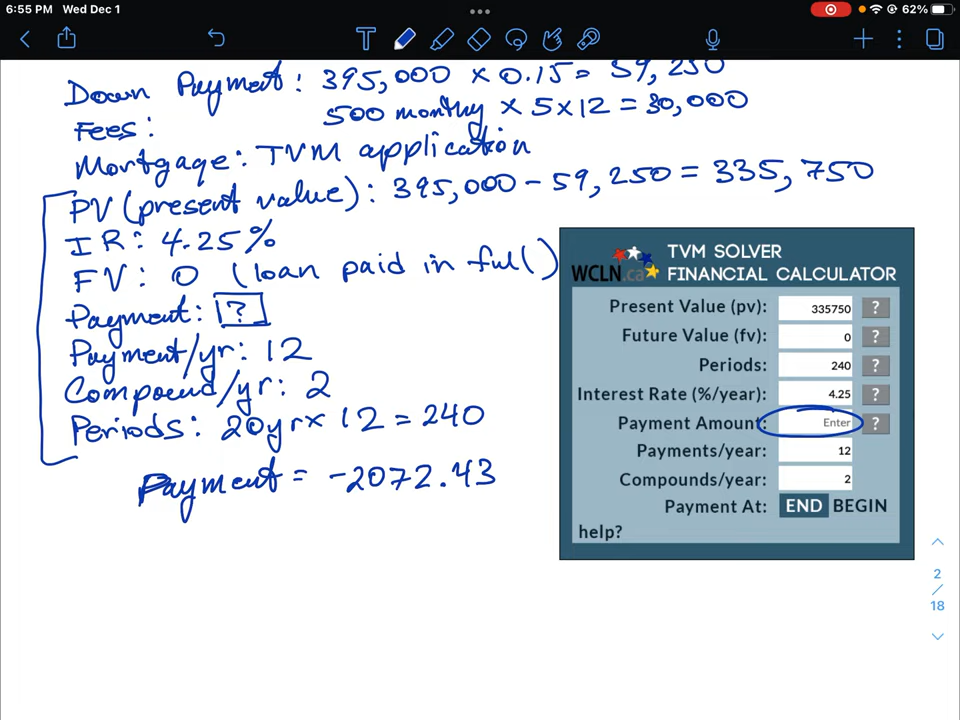 6:55 PM Wed Dec 1
62%
T
Down Payment: 395,000 x 0.15 = 59,250
Fees: 500 monthly x 5 x 12 = 30,000
Mortgage: TVM application
PV (present value): 395,000 - 59,250 = 335,750
IR: 4.25%
FV: 0 (loan paid in full)
Payment: ?
Payment/yr: 12
Compound/yr: 2
Periods: 20yr x 12 = 240
Payment = -2072.43
WCLN.ca TVM SOLVER
FINANCIAL CALCULATOR
Present Value (pv): 335750 ?
Future Value (fv): 0 ?
Periods: 240 ?
Interest Rate (%/year): 4.25 ?
Payment Amount: Enter ?
Payments/year: 12
Compounds/year: 2
Payment At: END BEGIN
help?
2
/
18